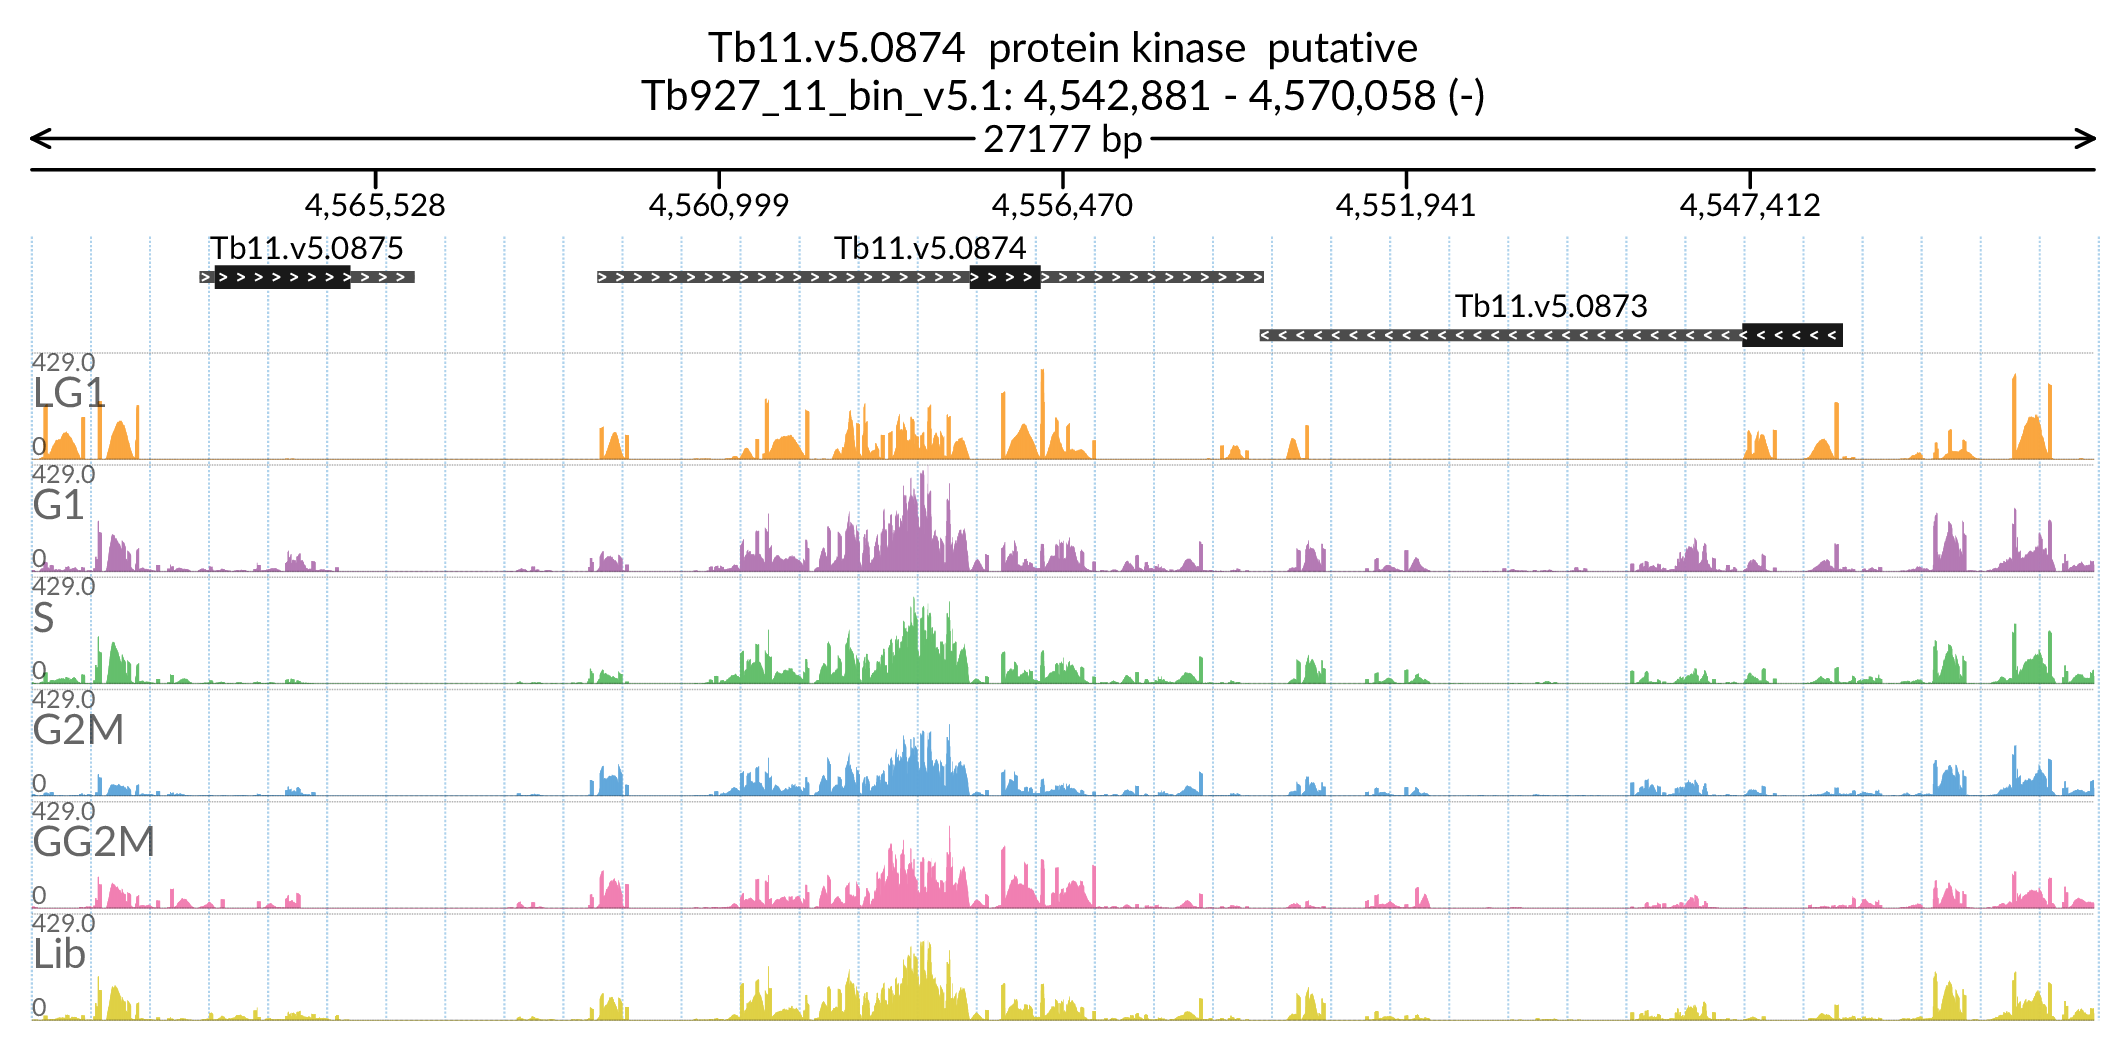 Tb11.v5.0874  protein kinase  putative
Tb927_11_bin_v5.1: 4,542,881 - 4,570,058 (-)
27177 bp
4,565,528 4,560,999 4,556,470 4,551,941 4,547,412
Tb11.v5.0875 Tb11.v5.0874
Tb11.v5.0873
429.0
LG1
0
429.0
G1
0
429.0
S
0
429.0
G2M
0
429.0
GG2M
0
429.0
Lib
0